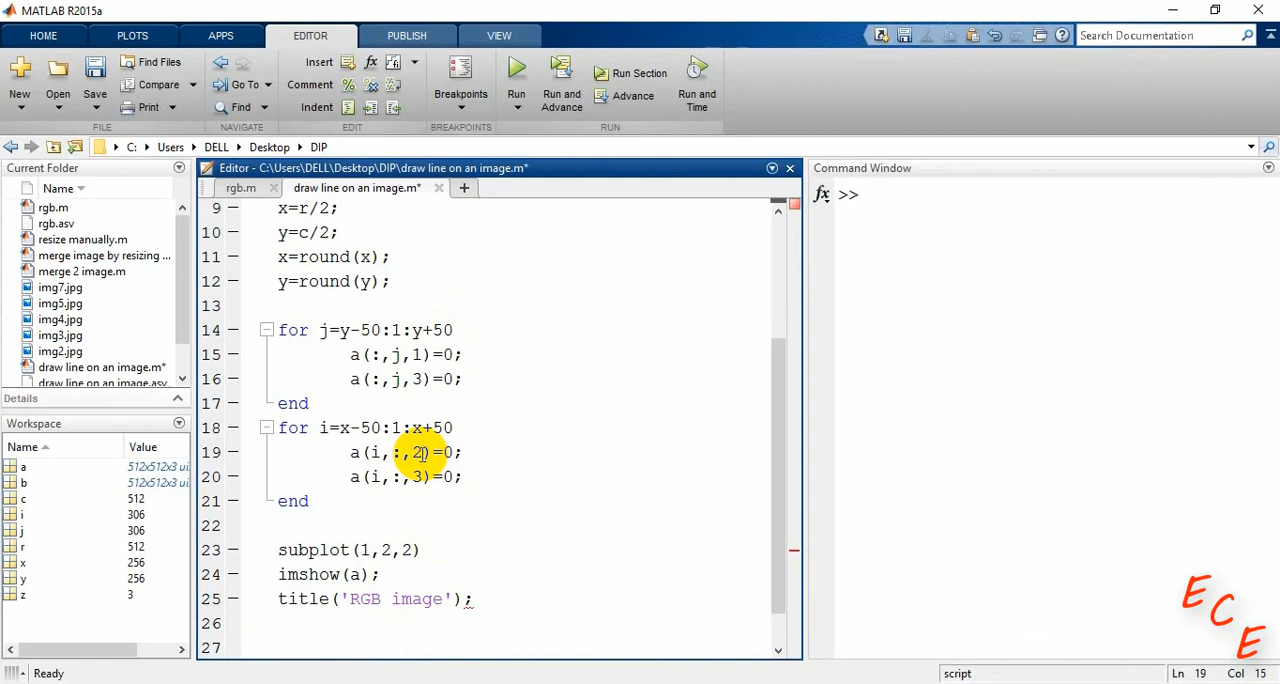 MATLAB R2015a
HOME PLOTS APPS EDITOR PUBLISH VIEW Search Documentation
New Open Save Find Files Compare Print Go To Find Insert fx Comment % Indent Breakpoints Run Run and Advance Run Section Advance Run and Time
FILE NAVIGATE EDIT BREAKPOINTS RUN
C: Users DELL Desktop DIP
Current Folder
Name
rgb.m
rgb.asv
resize manually.m
merge image by resizing ...
merge 2 image.m
img7.jpg
img5.jpg
img4.jpg
img3.jpg
img2.jpg
draw line on an image.m*
draw line on an image.asv
Details
Workspace
Name Value
a 512x512x3 ui
b 512x512x3 ui
c 512
i 306
j 306
r 512
x 256
y 256
z 3
Editor - C:\Users\DELL\Desktop\DIP\draw line on an image.m*
rgb.m draw line on an image.m*
9 x=r/2;
10 y=c/2;
11 x=round(x);
12 y=round(y);
13
14 for j=y-50:1:y+50
15 a(:,j,1)=0;
16 a(:,j,3)=0;
17 end
18 for i=x-50:1:x+50
19 a(i,:,2)=0;
20 a(i,:,3)=0;
21 end
22
23 subplot(1,2,2)
24 imshow(a);
25 title('RGB image');
26
27
Command Window
fx >>
ECE
Ready script Ln 19 Col 15